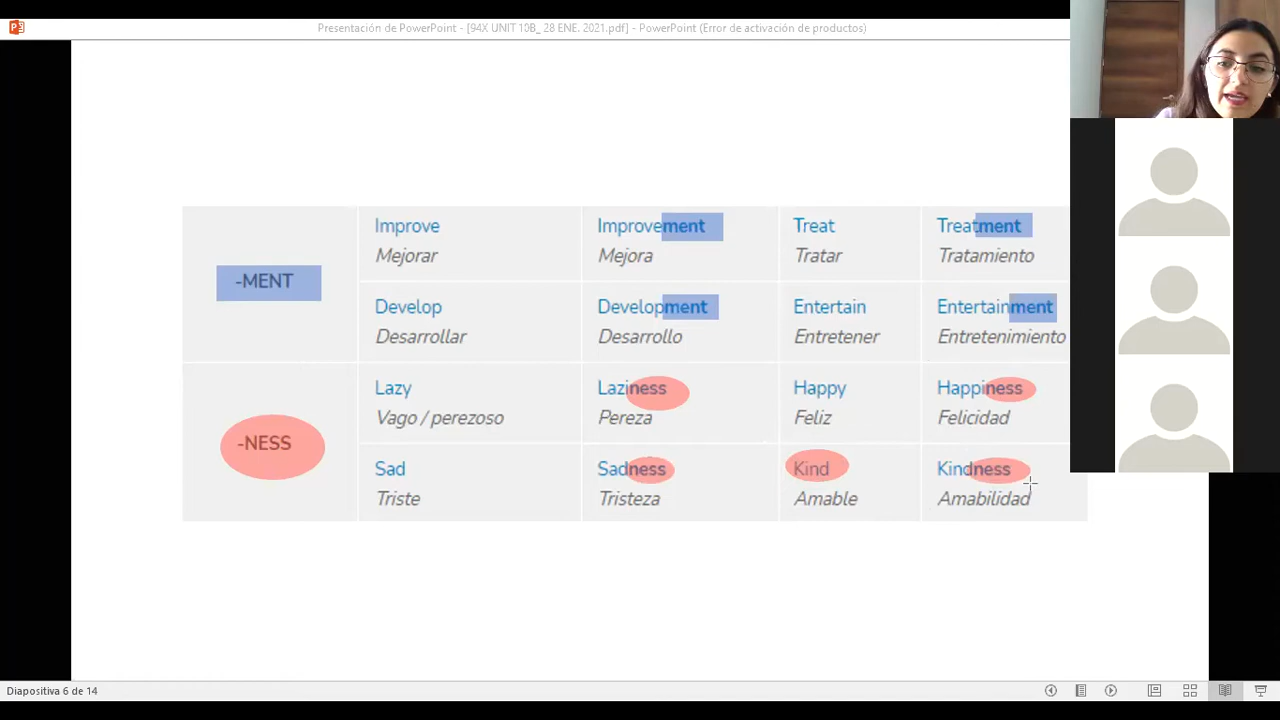 Presentación de PowerPoint - [94X UNIT 10B_ 28 ENE. 2021.pdf] - PowerPoint (Error de activación de productos)
Improve Improvement Treat Treatment
Mejorar Mejora Tratar Tratamiento
-MENT
Develop Development Entertain Entertainment
Desarrollar Desarrollo Entretener Entretenimiento
Lazy Laziness Happy Happiness
Vago / perezoso Pereza Feliz Felicidad
-NESS
Sad Sadness Kind Kindness
Triste Tristeza Amable Amabilidad
Diapositiva 6 de 14